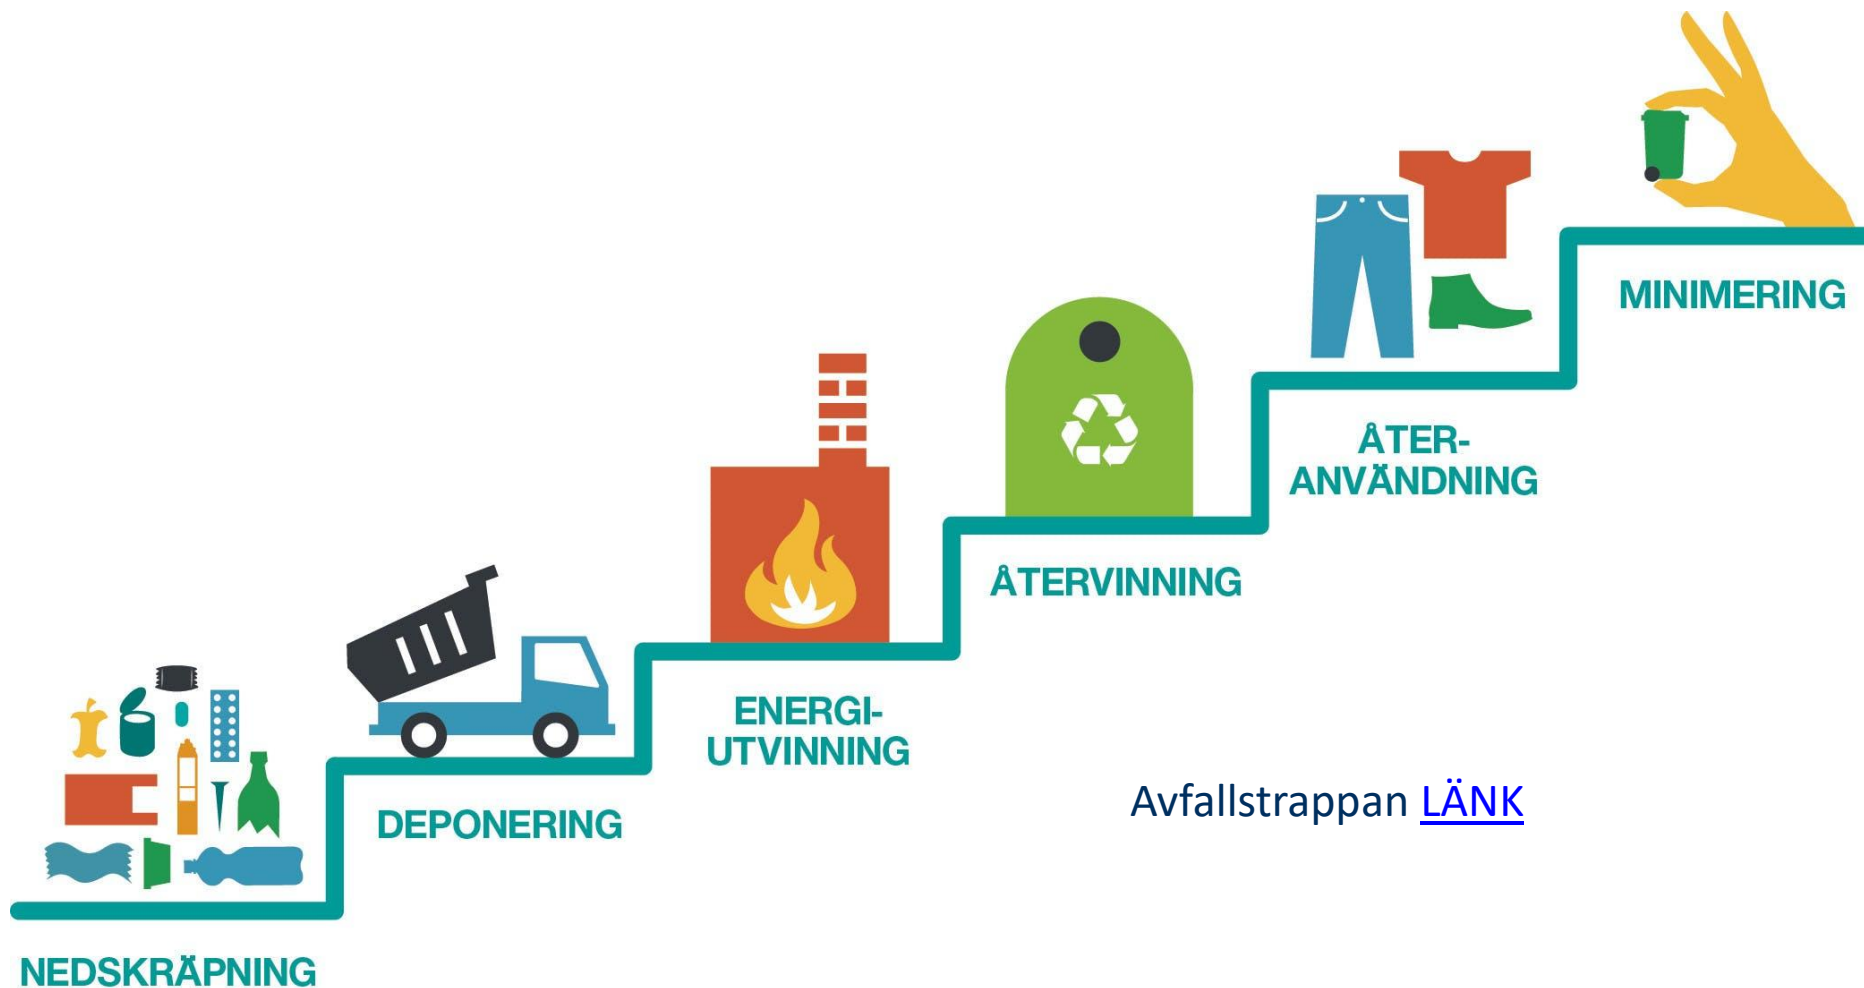 MINIMERING
ÅTER-
ANVÄNDNING
ÅTERVINNING
ENERGI-
UTVINNING
DEPONERING
NEDSKRÄPNING
Avfallstrappan LÄNK